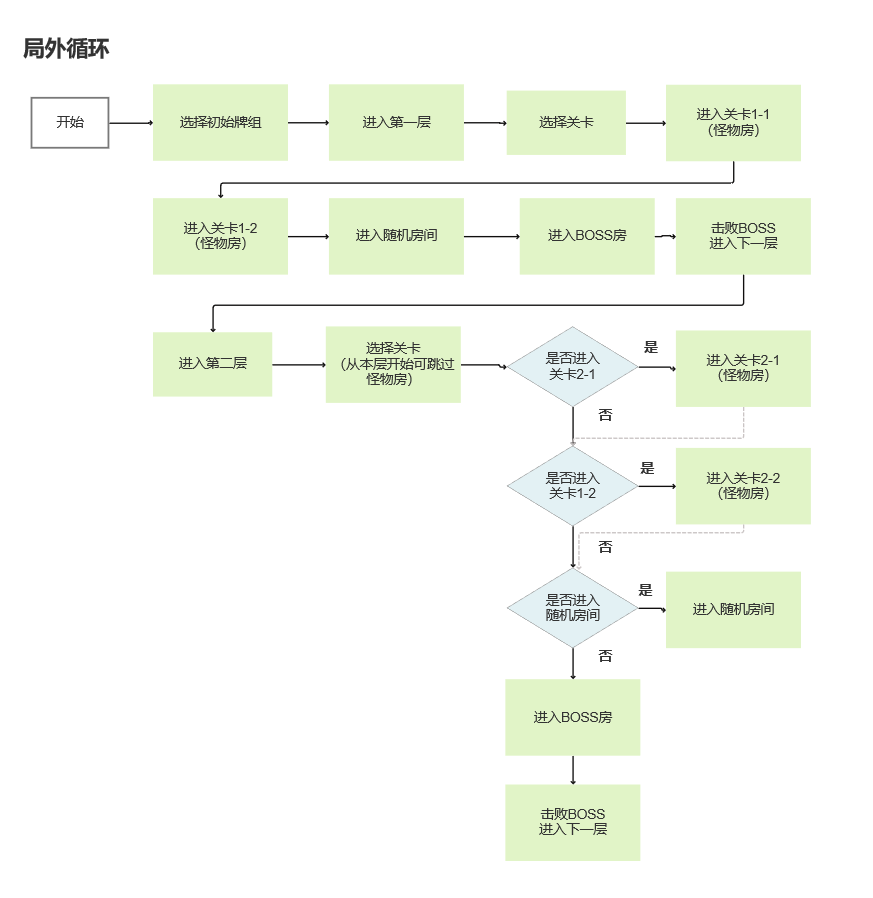 局外循环
开始
选择初始牌组
进入第一层
选择关卡
进入关卡1-1
（怪物房）
进入关卡1-2
（怪物房）
进入随机房间
进入BOSS房
击败BOSS
进入下一层
进入第二层
选择关卡
（从本层开始可跳过
怪物房）
是否进入
关卡2-1
是
进入关卡2-1
（怪物房）
否
是否进入
关卡1-2
是
进入关卡2-2
（怪物房）
否
是否进入
随机房间
是
进入随机房间
否
进入BOSS房
击败BOSS
进入下一层